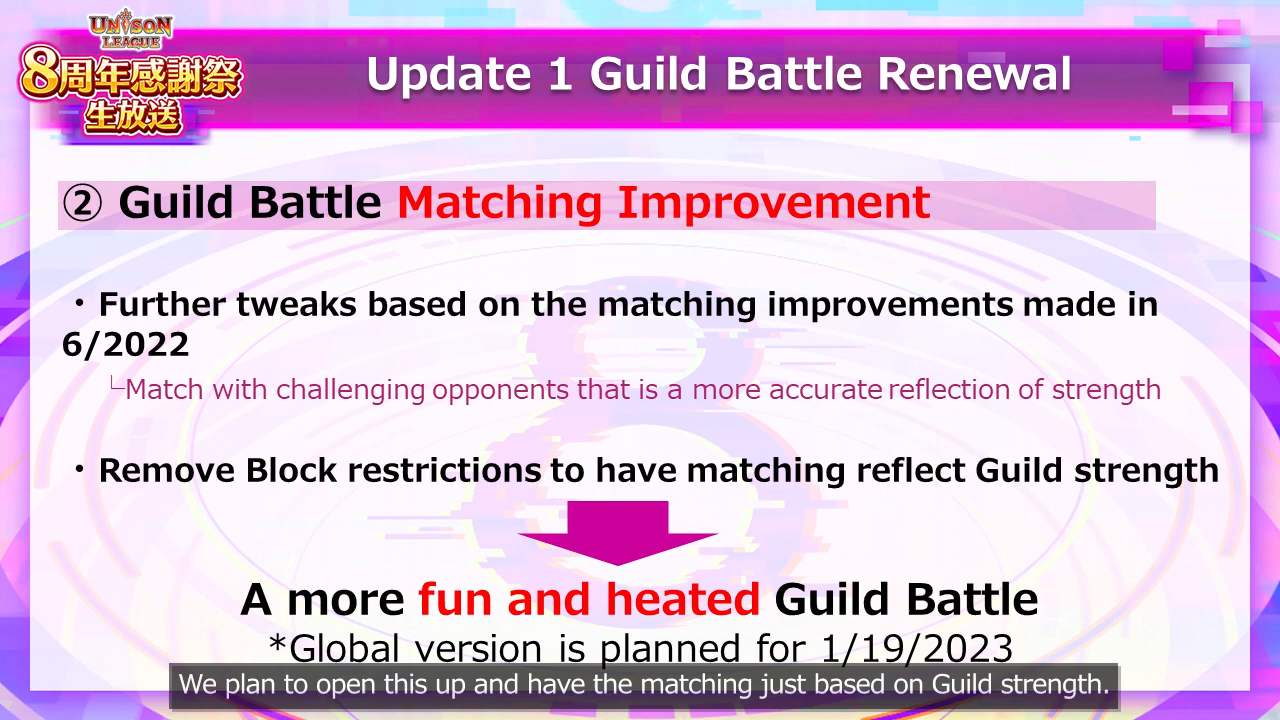 UNiSON
LEAGUE
8周年感謝祭
生放送
Update 1 Guild Battle Renewal
② Guild Battle Matching Improvement
・Further tweaks based on the matching improvements made in
6/2022
└Match with challenging opponents that is a more accurate reflection of strength
・Remove Block restrictions to have matching reflect Guild strength
A more fun and heated Guild Battle
*Global version is planned for 1/19/2023
We plan to open this up and have the matching just based on Guild strength.